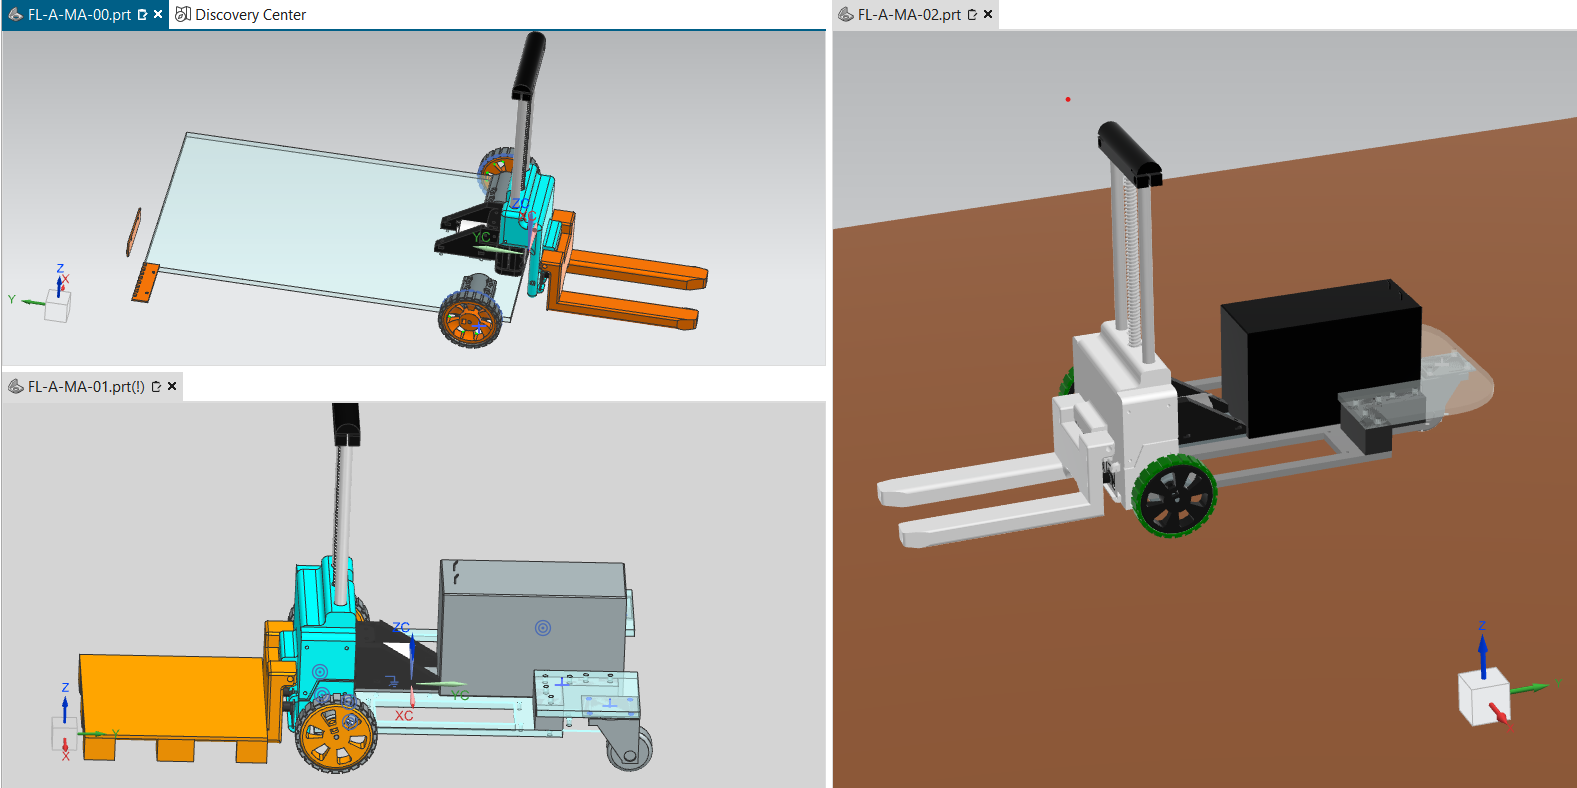 FL-A-MA-00.prt
Discovery Center
FL-A-MA-02.prt
ZC
XC
YC
Z
X
Y
FL-A-MA-01.prt(!)
ZC
YC
XC
Z
Y
X
Z
Y
X